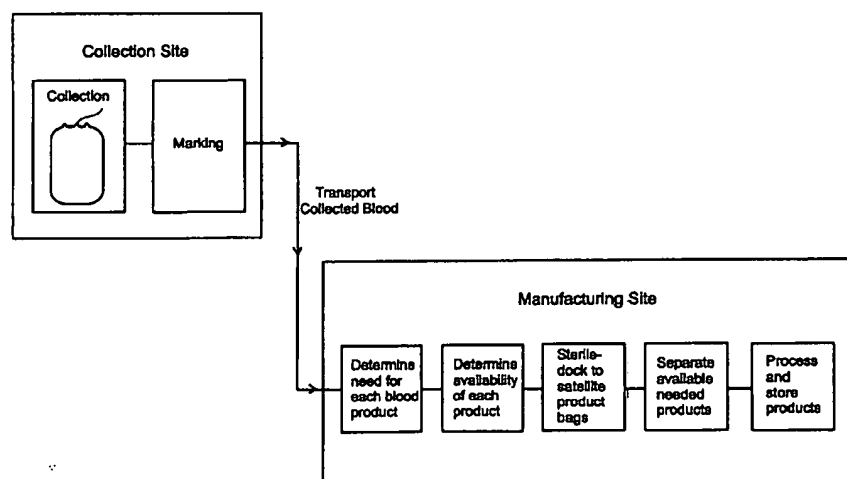 Collection Site
Collection
Marking
Transport
Collected Blood
Manufacturing Site
Determine
need for
each blood
product
Determine
availability
of each
product
Sterile-
dock to
satellite
product
bags
Separate
available
needed
products
Process
and
store
products